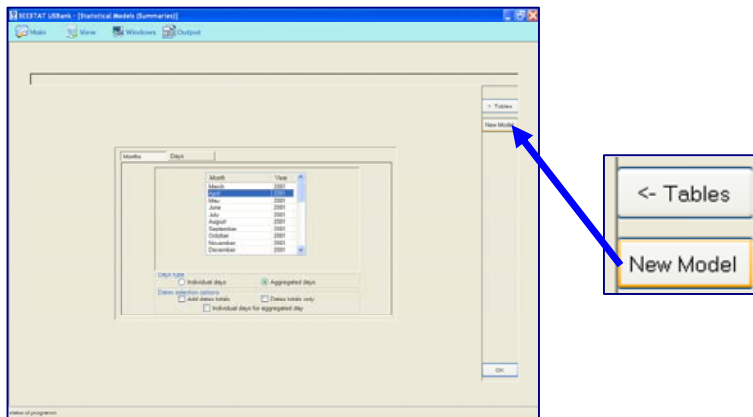 SEESTAT USBank - [Statistical Models (Summaries)]
Main View Windows Output
<- Tables
New Model
Months Days
Month Year
March 2001
April 2001
May 2001
June 2001
July 2001
August 2001
September 2001
October 2001
November 2001
December 2001
Days type
Individual days Aggregated days
Dates selection options
Add dates totals Dates totals only
Individual days for aggregated day
OK
status of programm
<- Tables
New Model